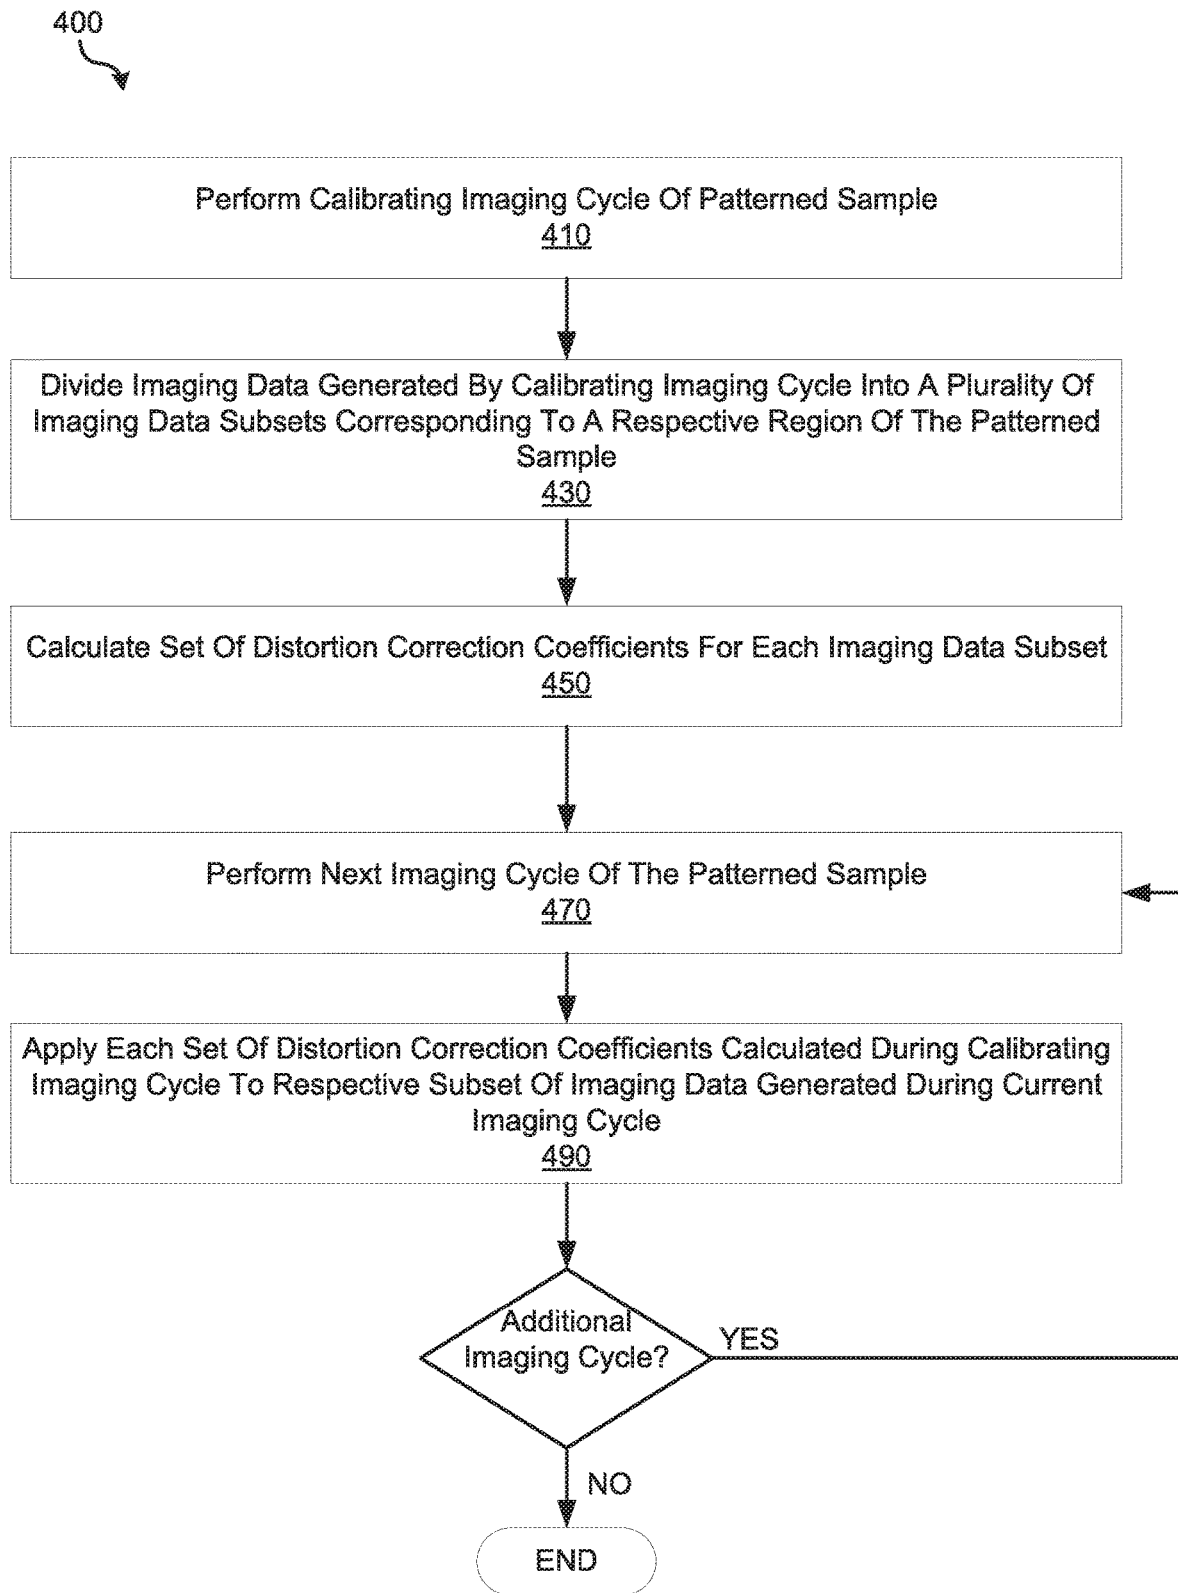 400
Perform Calibrating Imaging Cycle Of Patterned Sample
410
Divide Imaging Data Generated By Calibrating Imaging Cycle Into A Plurality Of
Imaging Data Subsets Corresponding To A Respective Region Of The Patterned
Sample
430
Calculate Set Of Distortion Correction Coefficients For Each Imaging Data Subset
450
Perform Next Imaging Cycle Of The Patterned Sample
470
Apply Each Set Of Distortion Correction Coefficients Calculated During Calibrating
Imaging Cycle To Respective Subset Of Imaging Data Generated During Current
Imaging Cycle
490
Additional
Imaging Cycle?
YES
NO
END